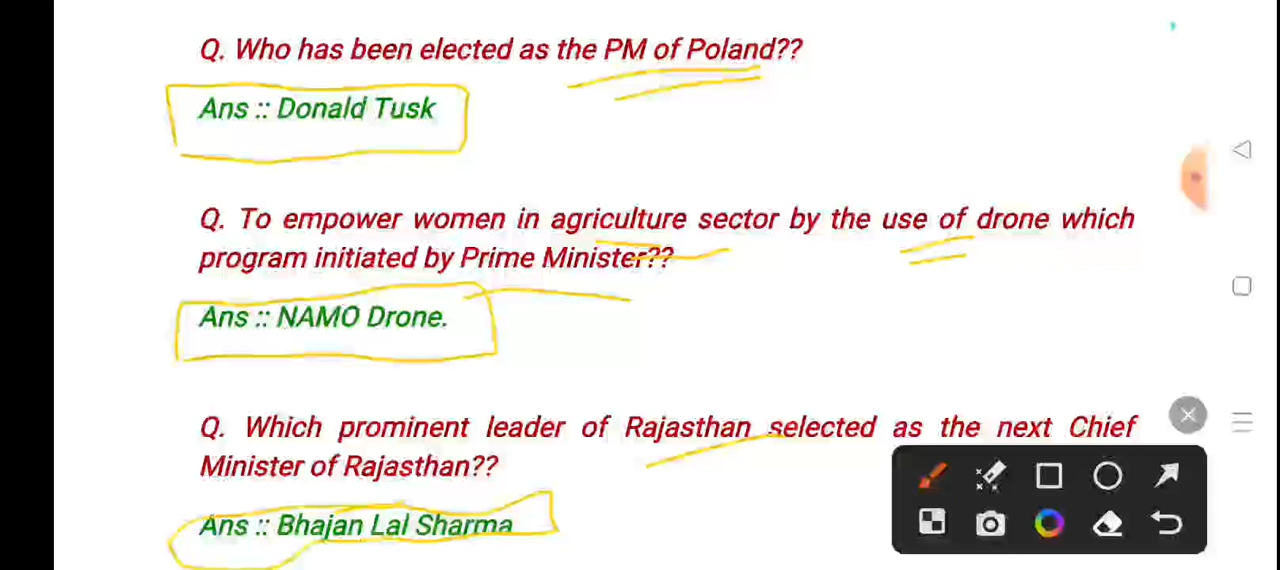 Q. Who has been elected as the PM of Poland??
Ans :: Donald Tusk
Q. To empower women in agriculture sector by the use of drone which
program initiated by Prime Minister??
Ans :: NAMO Drone.
Q. Which prominent leader of Rajasthan selected as the next Chief
Minister of Rajasthan??
Ans :: Bhajan Lal Sharma